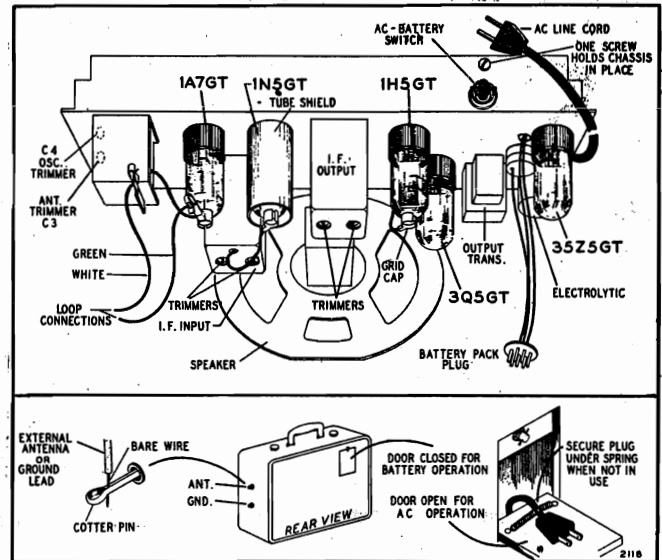 AC-BATTERY
SWITCH
AC LINE CORD
ONE SCREW
HOLDS CHASSIS
IN PLACE
1A7GT
1N5GT
- TUBE SHIELD
1H5GT
C4
OSC.
TRIMMER
ANT.
TRIMMER
C3
I.F.
OUTPUT
GREEN
WHITE
LOOP
CONNECTIONS
TRIMMERS
I.F. INPUT
SPEAKER
TRIMMERS
GRID
CAP
3Q5GT
OUTPUT
TRANS.
35Z5GT
ELECTROLYTIC
BATTERY PACK
PLUG
EXTERNAL
ANTENNA
OR
GROUND
LEAD
BARE WIRE
COTTER PIN
ANT.
GND.
REAR VIEW
DOOR CLOSED FOR
BATTERY OPERATION
DOOR OPEN FOR
AC OPERATION
SECURE PLUG
UNDER SPRING
WHEN NOT IN
USE
2118